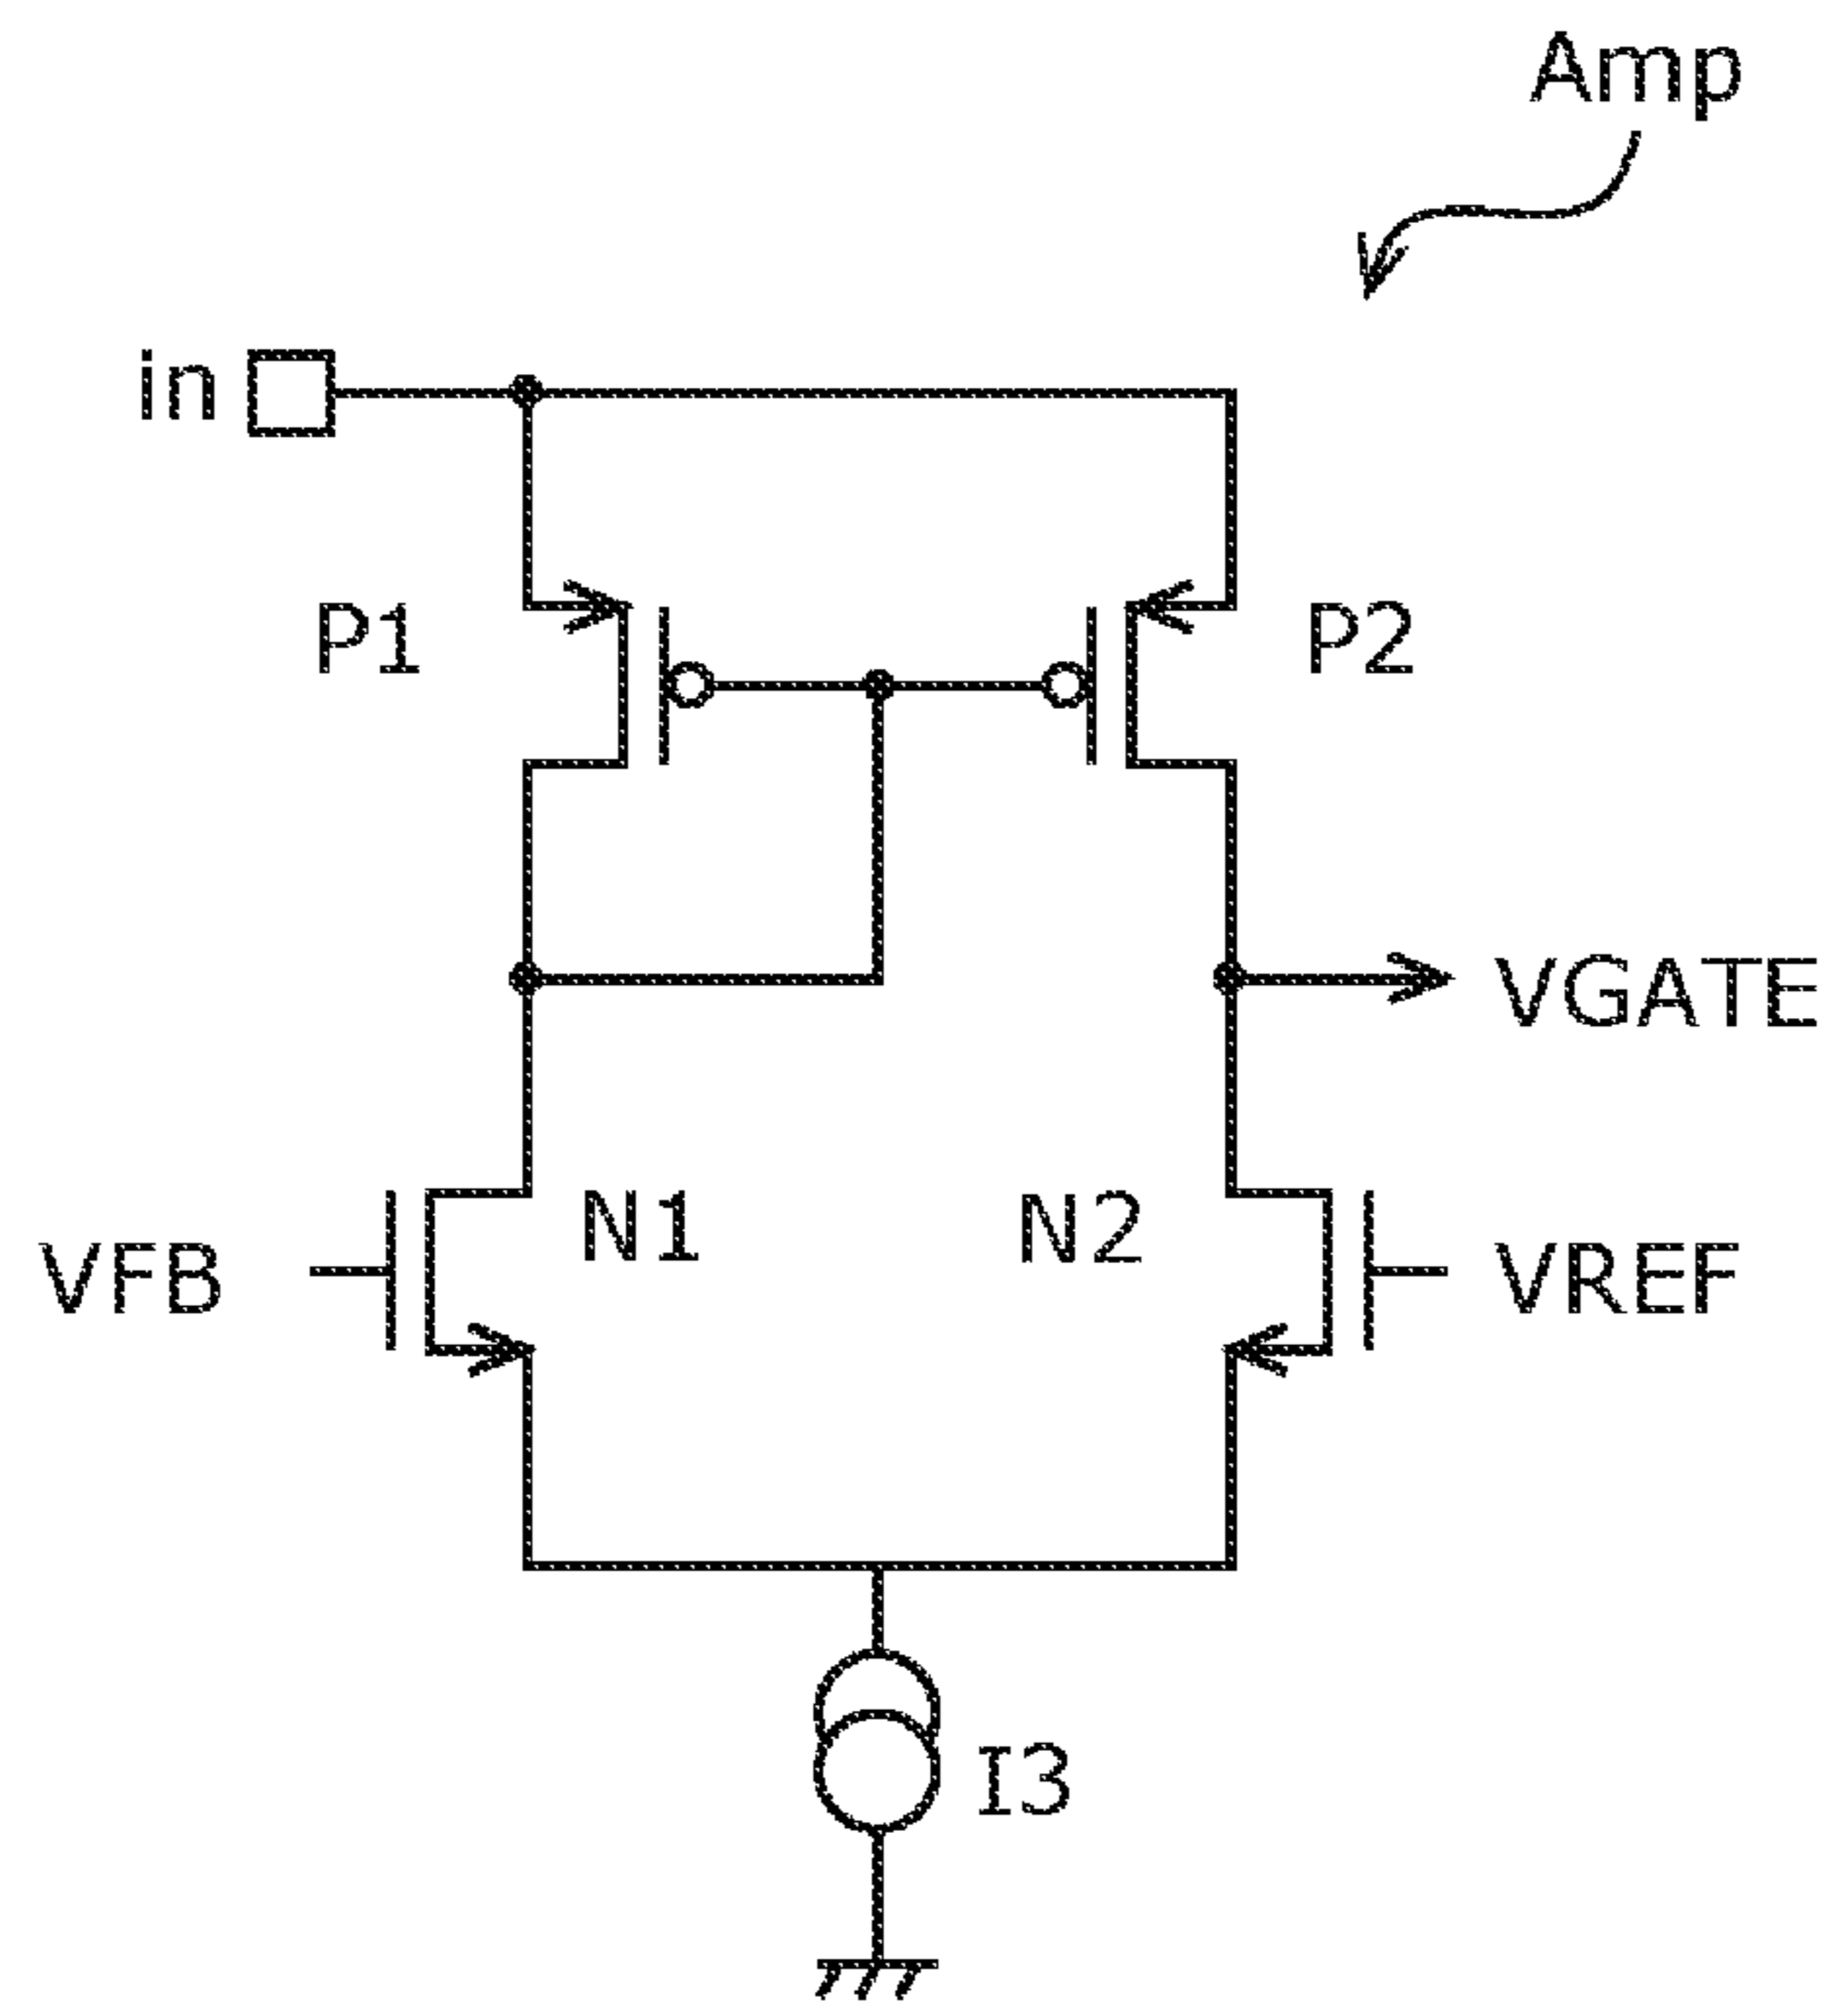 Amp
in
P1
P2
VGATE
N1
N2
VFB
VREF
I3